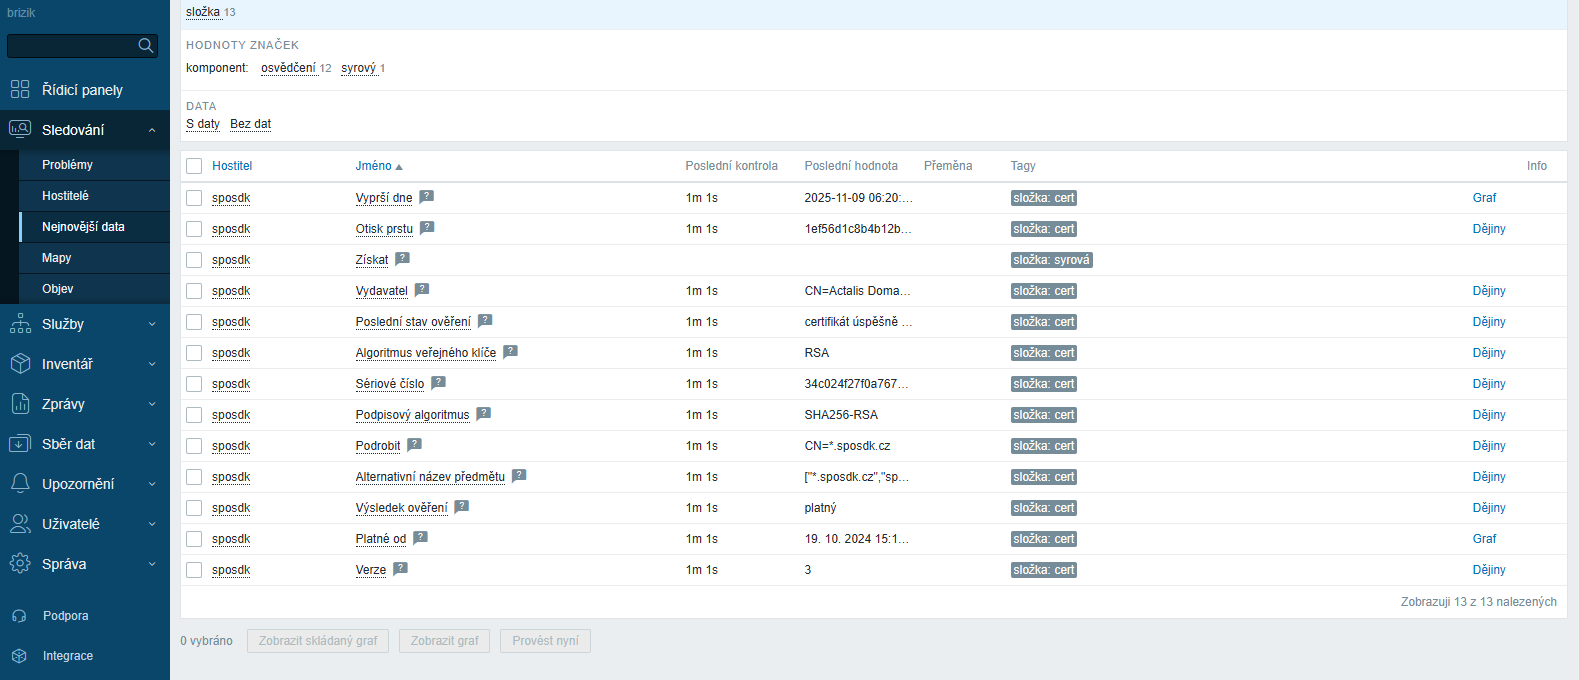 brizik
Řídicí panely
Sledování
Problémy
Hostitelé
Nejnovější data
Mapy
Objev
Služby
Inventář
Zprávy
Sběr dat
Upozornění
Uživatelé
Správa
Podpora
Integrace
složka 13
HODNOTY ZNAČEK
komponent: osvědčení 12 syrový 1
DATA
S daty Bez dat
Hostitel Jméno Poslední kontrola Poslední hodnota Přeměna Tagy Info
sposdk Vyprší dne ? 1m 1s 2025-11-09 06:20:... složka: cert Graf
sposdk Otisk prstu ? 1m 1s 1ef56d1c8b4b12b... složka: cert Dějiny
sposdk Získat ? složka: syrová
sposdk Vydavatel ? 1m 1s CN=Actalis Doma... složka: cert Dějiny
sposdk Poslední stav ověření ? 1m 1s certifikát úspěšně ... složka: cert Dějiny
sposdk Algoritmus veřejného klíče ? 1m 1s RSA složka: cert Dějiny
sposdk Sériové číslo ? 1m 1s 34c024f27f0a767... složka: cert Dějiny
sposdk Podpisový algoritmus ? 1m 1s SHA256-RSA složka: cert Dějiny
sposdk Podrobit ? 1m 1s CN=*.sposdk.cz složka: cert Dějiny
sposdk Alternativní název předmětu ? 1m 1s ["*.sposdk.cz","sp... složka: cert Dějiny
sposdk Výsledek ověření ? 1m 1s platný složka: cert Dějiny
sposdk Platné od ? 1m 1s 19. 10. 2024 15:1... složka: cert Graf
sposdk Verze ? 1m 1s 3 složka: cert Dějiny
Zobrazuji 13 z 13 nalezených
0 vybráno Zobrazit skládaný graf Zobrazit graf Provést nyní